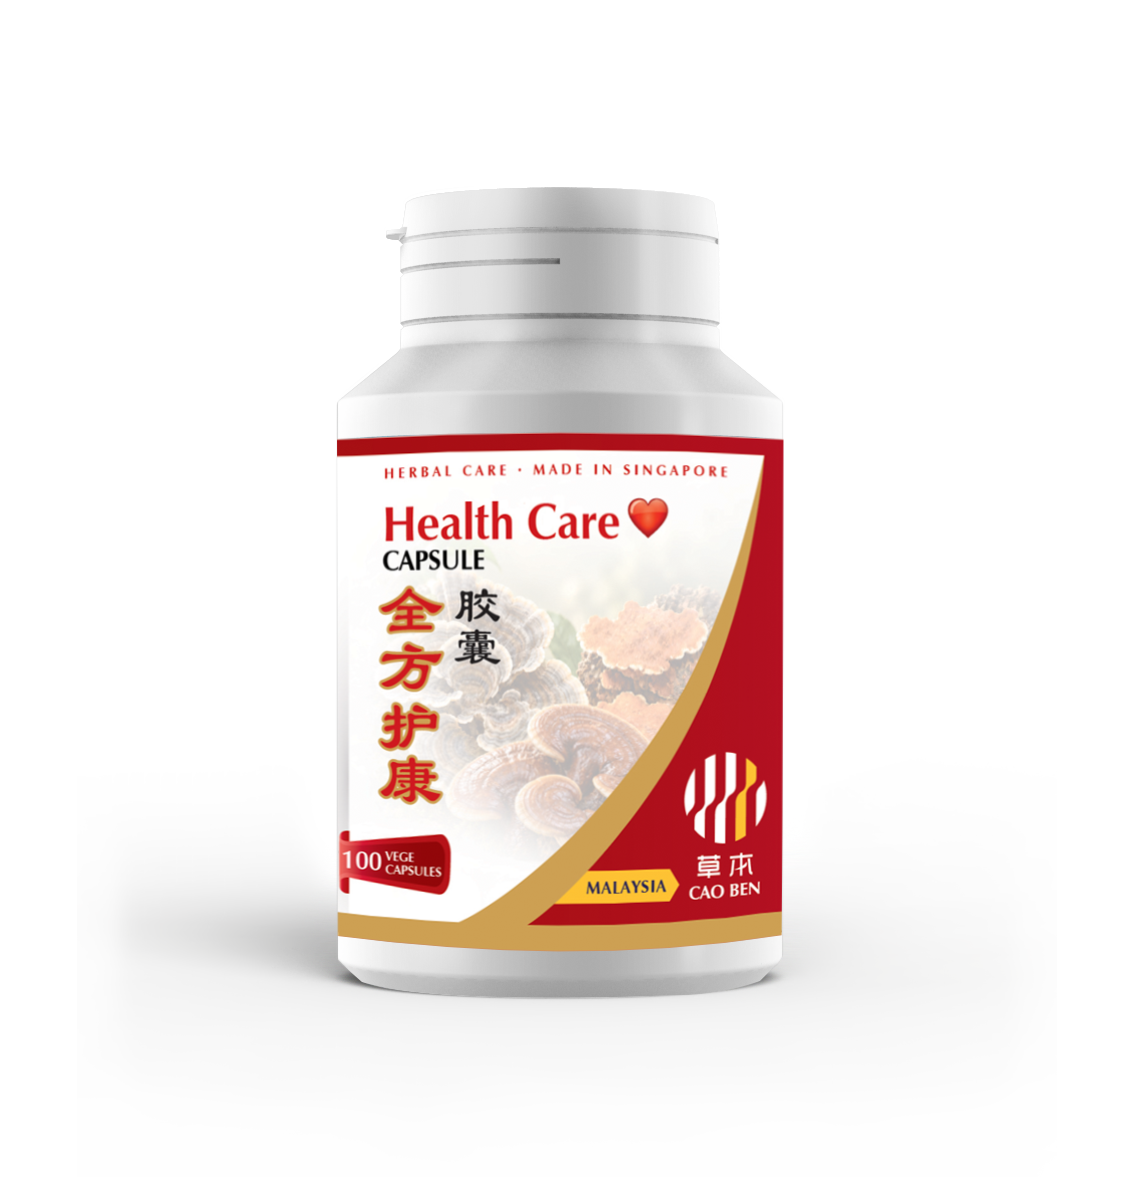 HERBAL CARE · MADE IN SINGAPORE
Health Care
CAPSULE
全方护康
胶囊
100 VEGE
CAPSULES
MALAYSIA
草本
CAO BEN